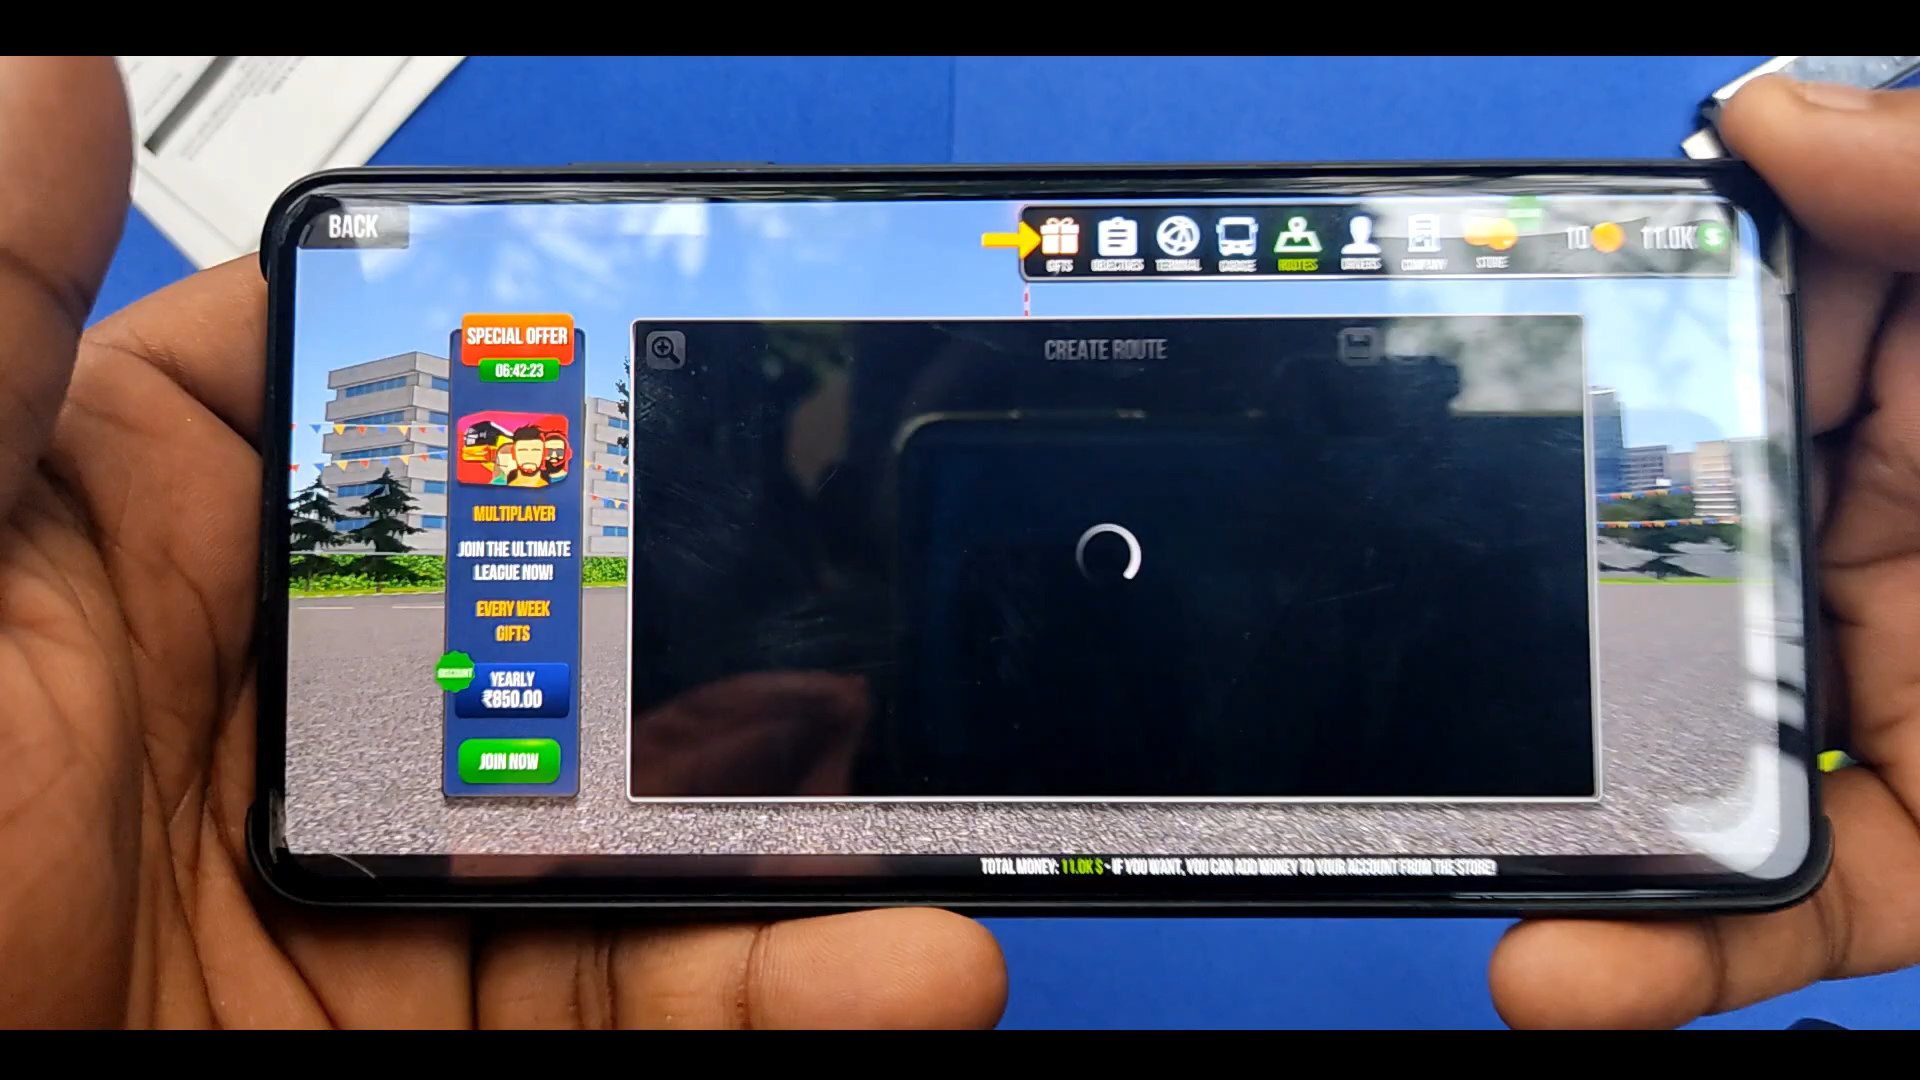 BACK
GIFTS
OBJECTIVES
TERMINAL
GARAGE
ROUTES
DRIVERS
COMPANY
STORE
10
11.0K $
SPECIAL OFFER
06:42:23
CREATE ROUTE
MULTIPLAYER
JOIN THE ULTIMATE
LEAGUE NOW!
EVERY WEEK
GIFTS
DISCOUNT
YEARLY
₹850.00
JOIN NOW
TOTAL MONEY: 11.0K $ - IF YOU WANT, YOU CAN ADD MONEY TO YOUR ACCOUNT FROM THE STORE!